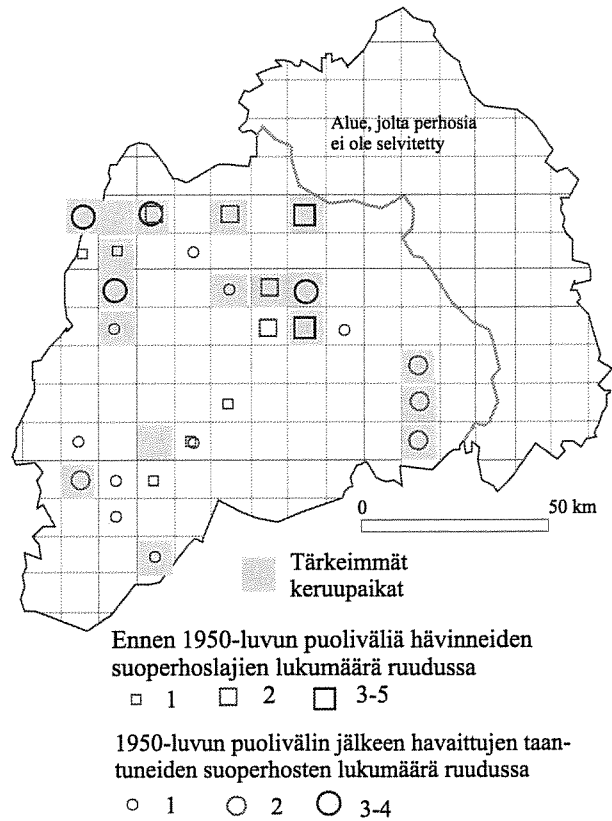 Alue, jolta perhosia
ei ole selvitetty
0 50 km
Tärkeimmät
keruupaikat
Ennen 1950-luvun puoliväliä hävinneiden
suoperhoslajien lukumäärä ruudussa
1 2 3-5
1950-luvun puolivälin jälkeen havaittujen taan-
tuneiden suoperhosten lukumäärä ruudussa
1 2 3-4